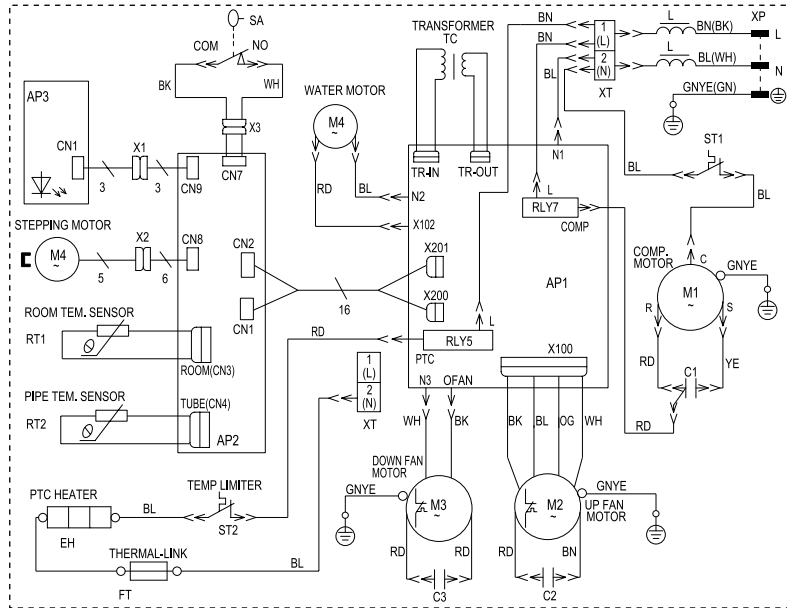 SA
COM
NO
BK
WH
X3
CN7
AP3
CN1
3
X1
3
CN9
STEPPING MOTOR
M4
~
5
X2
6
CN8
CN2
CN1
16
ROOM TEM. SENSOR
RT1
ROOM(CN3)
PIPE TEM. SENSOR
RT2
TUBE(CN4)
AP2
PTC HEATER
EH
BL
TEMP LIMITER
ST2
THERMAL-LINK
FT
BL
RD
WATER MOTOR
M4
~
RD
BL
TRANSFORMER
TC
TR-IN
TR-OUT
N1
N2
X102
X201
X200
L
RLY7
COMP
AP1
L
RLY5
PTC
X100
N3
OFAN
1
(L)
2
(N)
XT
BN
BN
BL
1
(L)
2
(N)
XT
L
BN(BK)
XP
L
L
BL(WH)
N
GNYE(GN)
ST1
BL
BL
COMP.
MOTOR
C
GNYE
M1
~
R
S
RD
YE
C1
RD
WH
BK
BK
BL
OG
WH
DOWN FAN
MOTOR
GNYE
M3
~
RD
RD
C3
M2
~
GNYE
UP FAN
MOTOR
RD
BN
C2